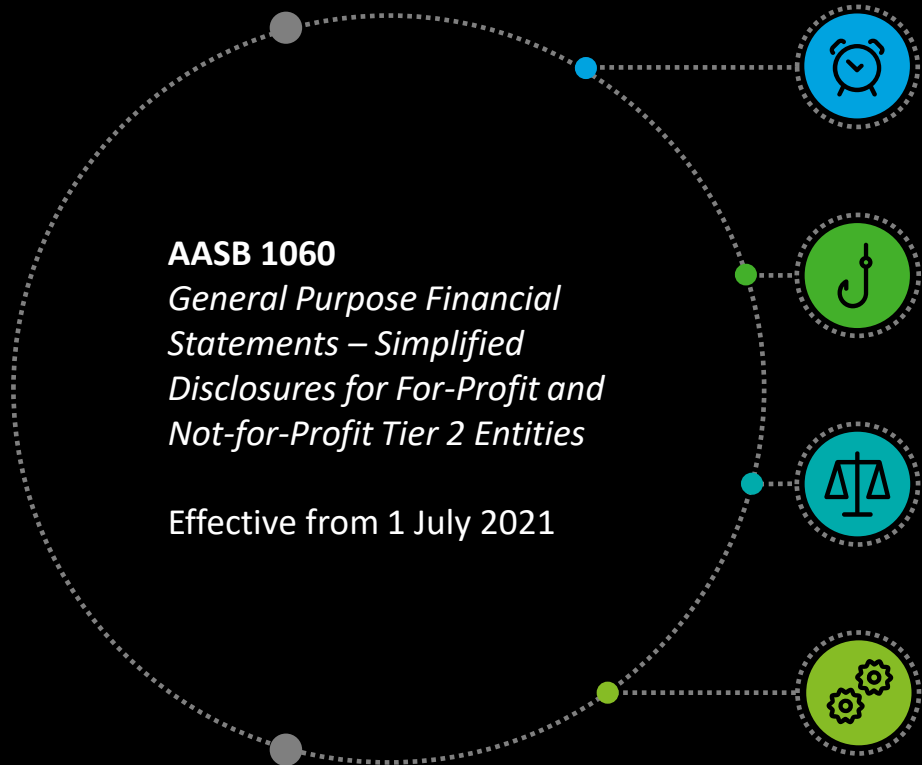 AASB 1060
General Purpose Financial
Statements – Simplified
Disclosures for For-Profit and
Not-for-Profit Tier 2 Entities
Effective from 1 July 2021